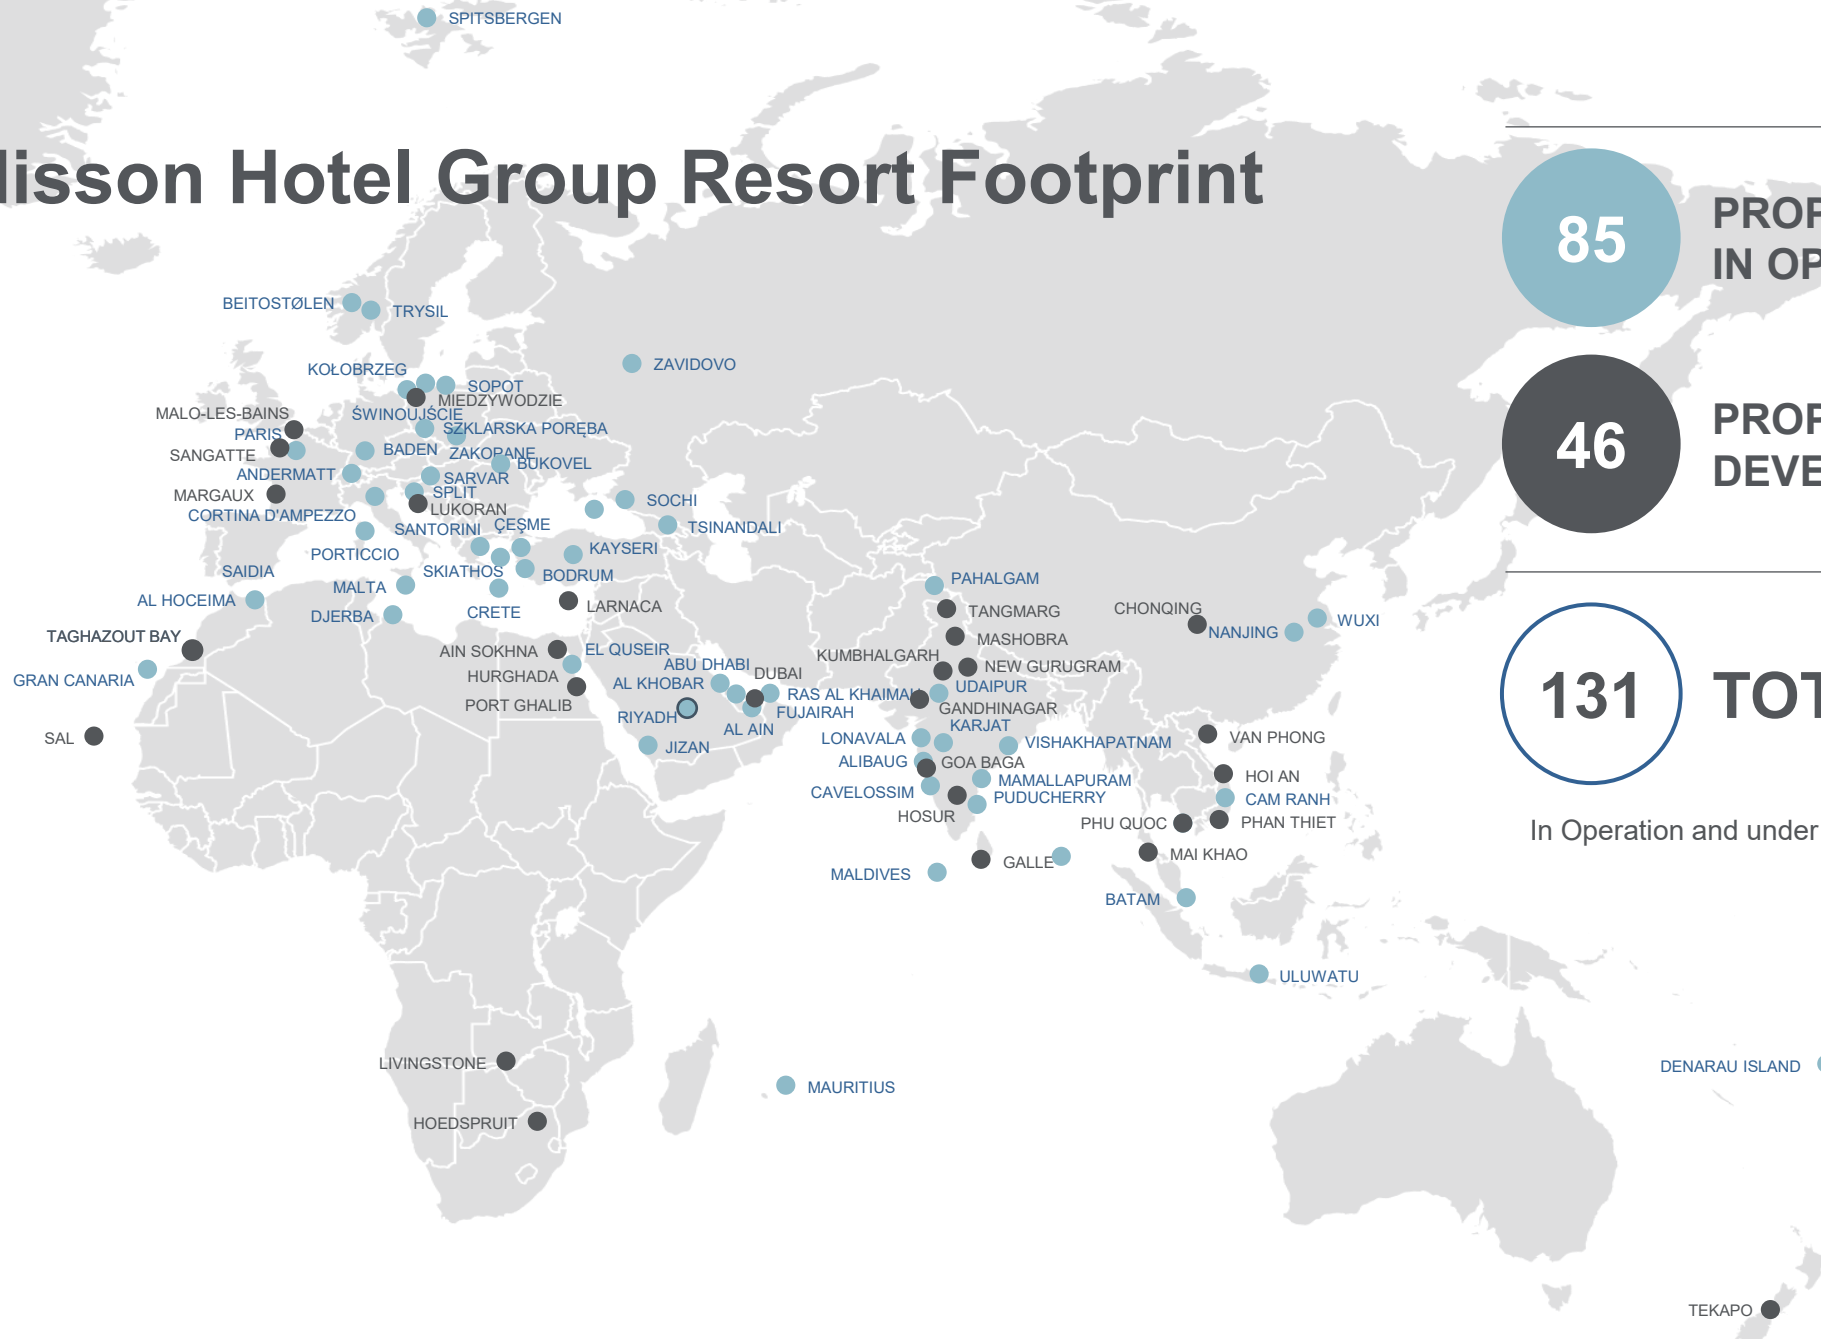 SPITSBERGEN
lisson Hotel Group Resort Footprint
85
PROP
IN OP
46
PROP
DEVE
131
TOT
In Operation and under
BEITOSTØLEN
TRYSIL
ZAVIDOVO
KOŁOBRZEG
SOPOT
MIEDZYWODZIE
MALO-LES-BAINS
ŚWINOUJŚCIE
SZKLARSKA PORĘBA
PARIS
SANGATTE
BADEN
ZAKOPANE
BUKOVEL
ANDERMATT
SARVAR
MARGAUX
SPLIT
LUKORAN
SOCHI
CORTINA D'AMPEZZO
SANTORINI
ÇEŞME
TSINANDALI
PORTICCIO
KAYSERI
SAIDIA
SKIATHOS
BODRUM
MALTA
AL HOCEIMA
LARNACA
DJERBA
CRETE
TAGHAZOUT BAY
AIN SOKHNA
EL QUSEIR
GRAN CANARIA
HURGHADA
PORT GHALIB
ABU DHABI
DUBAI
AL KHOBAR
RAS AL KHAIMAH
FUJAIRAH
RIYADH
AL AIN
SAL
JIZAN
PAHALGAM
TANGMARG
MASHOBRA
KUMBHALGARH
NEW GURUGRAM
UDAIPUR
GANDHINAGAR
KARJAT
LONAVALA
VISHAKHAPATNAM
ALIBAUG
GOA BAGA
CAVELOSSIM
MAMALLAPURAM
PUDUCHERRY
HOSUR
GALLE
MALDIVES
CHONQING
NANJING
WUXI
VAN PHONG
HOI AN
CAM RANH
PHU QUOC
PHAN THIET
MAI KHAO
BATAM
ULUWATU
LIVINGSTONE
MAURITIUS
HOEDSPRUIT
DENARAU ISLAND
TEKAPO